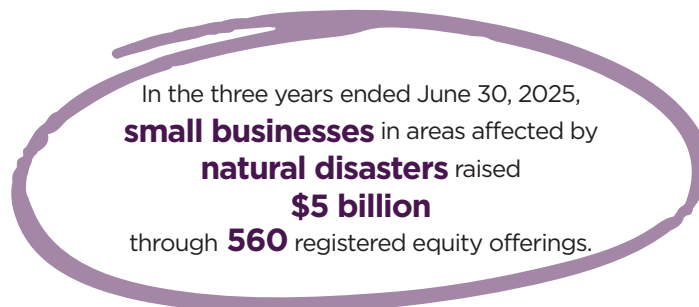 In the three years ended June 30, 2025,
small businesses in areas affected by
natural disasters raised
$5 billion
through 560 registered equity offerings.